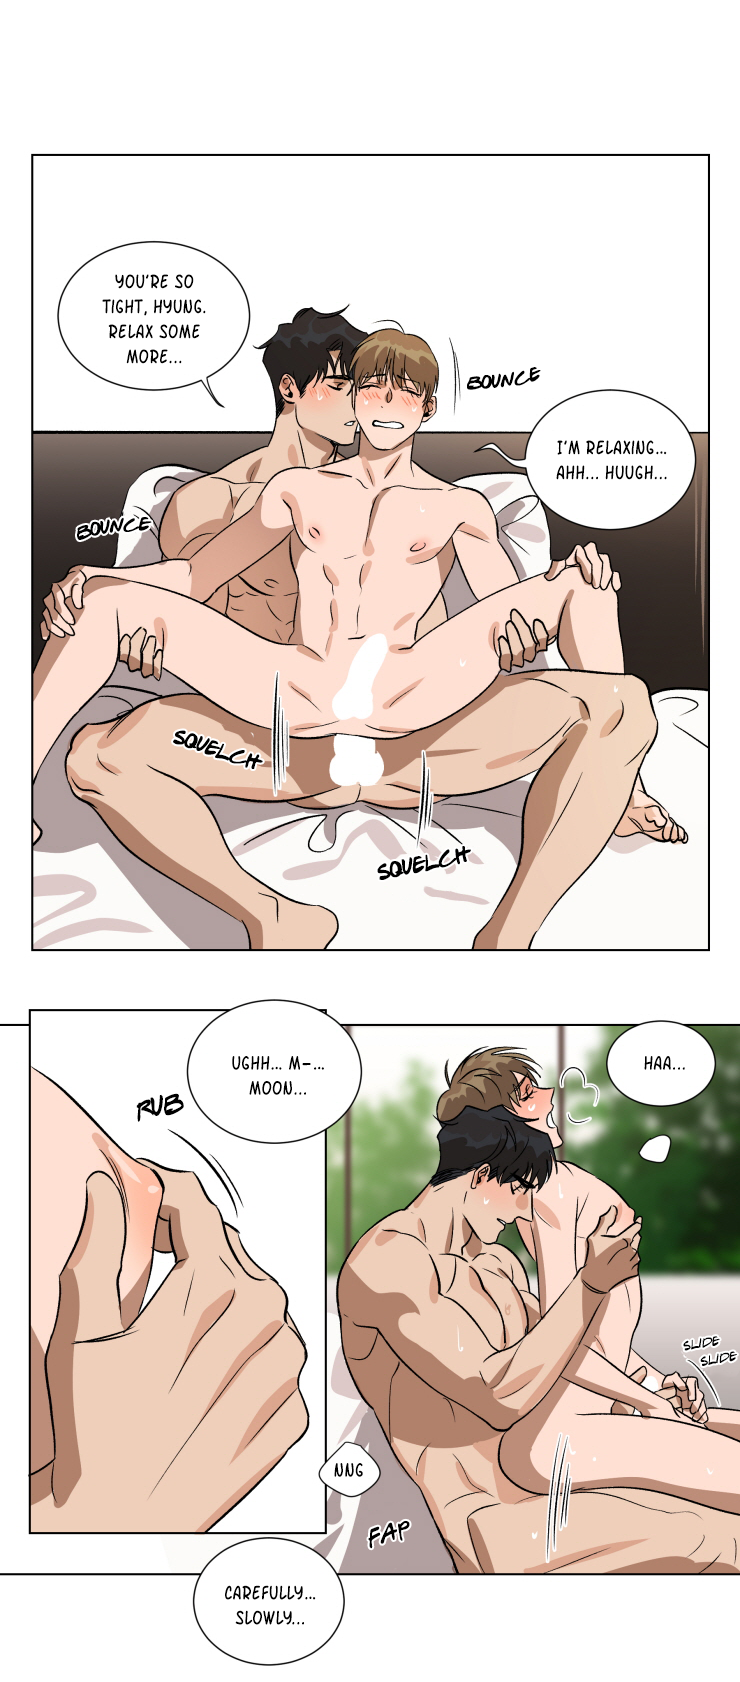 YOU'RE SO
TIGHT, HYUNG.
RELAX SOME
MORE...
BOUNCE
I'M RELAXING...
AHH... HUUGH...
BOUNCE
SQUELCH
SQUELCH
UGHH... M-...
MOON...
HAA...
RUB
SLIDE
SLIDE
NNG
FAP
CAREFULLY...
SLOWLY...